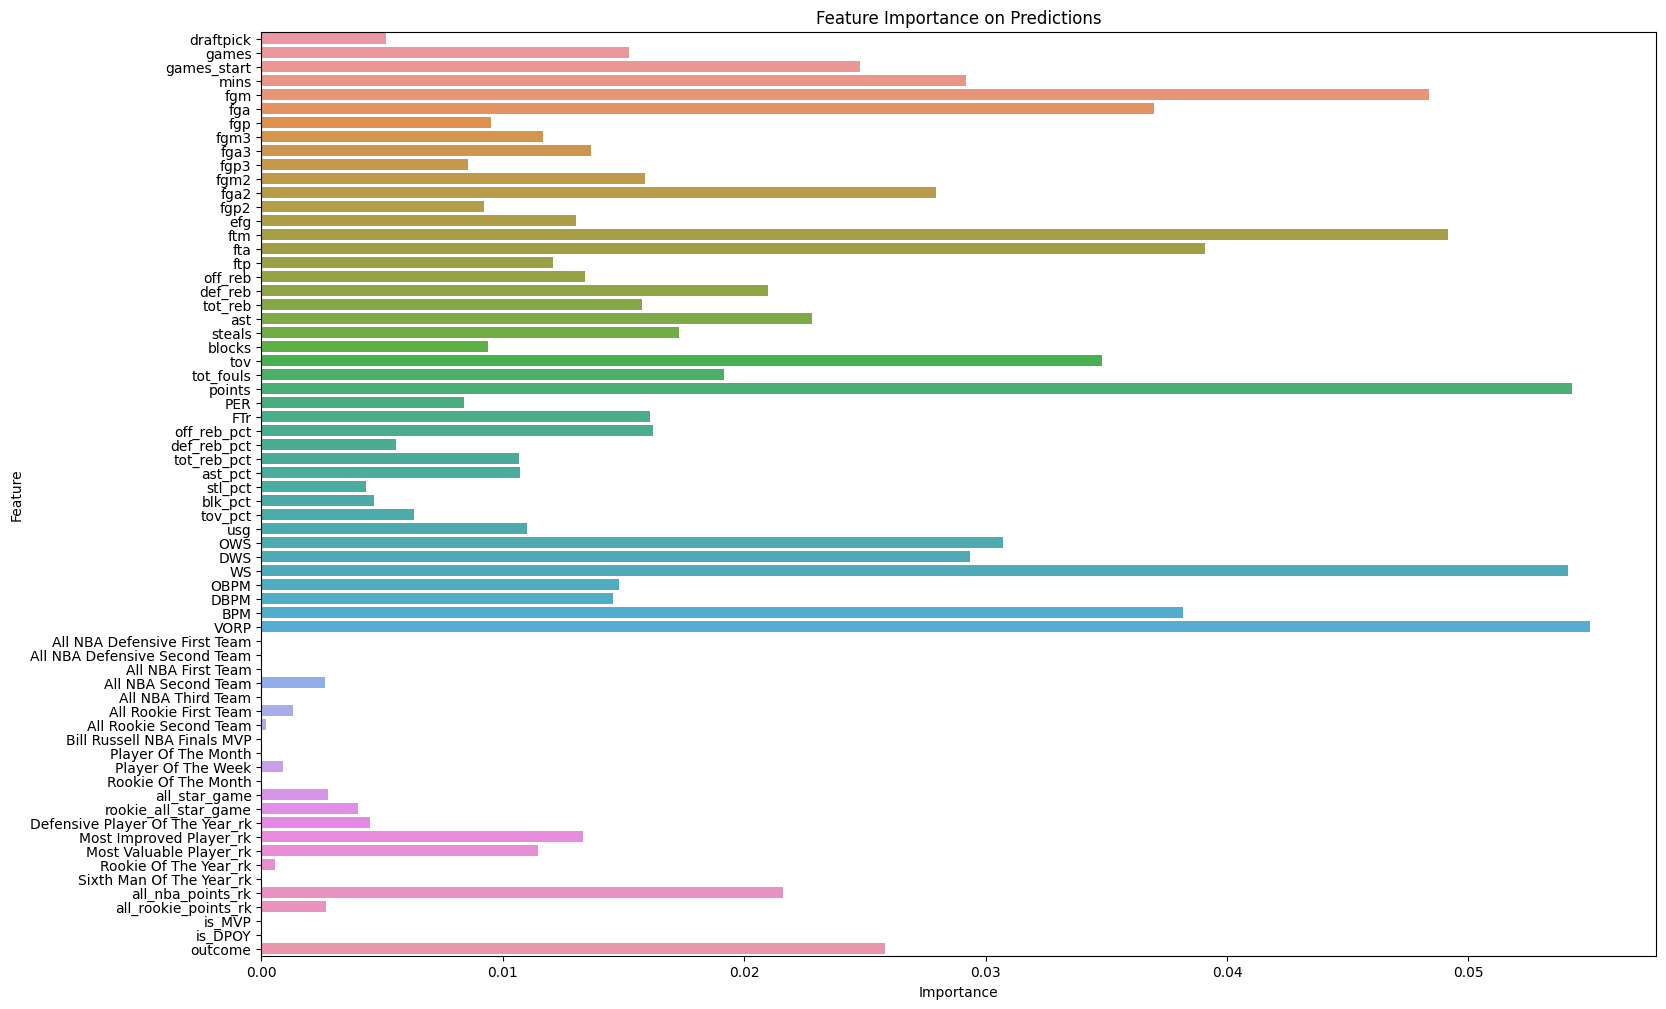 Feature Importance on Predictions
draftpick
games
games_start
mins
fgm
fga
fgp
fgm3
fga3
fgp3
fgm2
fga2
fgp2
efg
ftm
fta
ftp
off_reb
def_reb
tot_reb
ast
steals
blocks
tov
tot_fouls
points
PER
FTr
off_reb_pct
def_reb_pct
tot_reb_pct
ast_pct
stl_pct
blk_pct
tov_pct
usg
OWS
DWS
WS
OBPM
DBPM
BPM
VORP
All NBA Defensive First Team
All NBA Defensive Second Team
All NBA First Team
All NBA Second Team
All NBA Third Team
All Rookie First Team
All Rookie Second Team
Bill Russell NBA Finals MVP
Player Of The Month
Player Of The Week
Rookie Of The Month
all_star_game
rookie_all_star_game
Defensive Player Of The Year_rk
Most Improved Player_rk
Most Valuable Player_rk
Rookie Of The Year_rk
Sixth Man Of The Year_rk
all_nba_points_rk
all_rookie_points_rk
is_MVP
is_DPOY
outcome
Feature
0.00 0.01 0.02 0.03 0.04 0.05
Importance